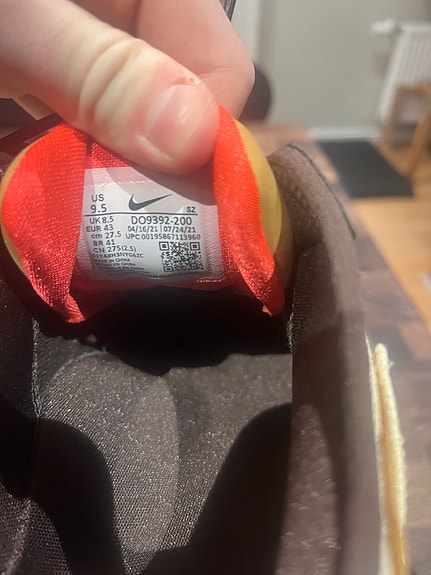 US
9.5 SZ
UK 8.5 DO9392-200
EUR 43 04/16/21 07/24/21
cm 27.5 UPC 00195867113960
BR 41
CN 275(2.5)
MADE IN CHINA